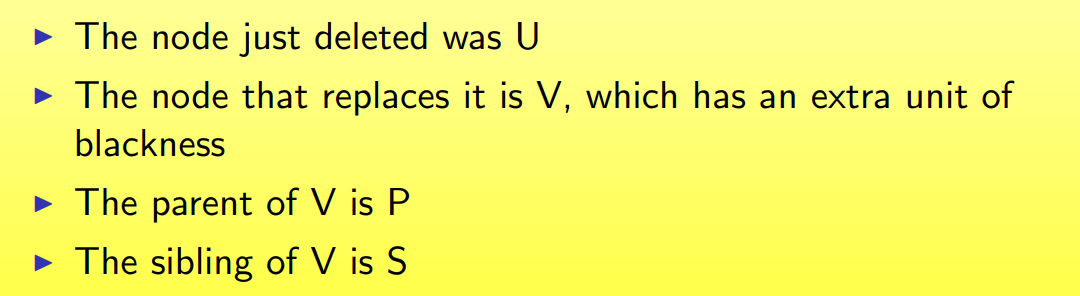 ▶ The node just deleted was U
▶ The node that replaces it is V, which has an extra unit of
blackness
▶ The parent of V is P
▶ The sibling of V is S